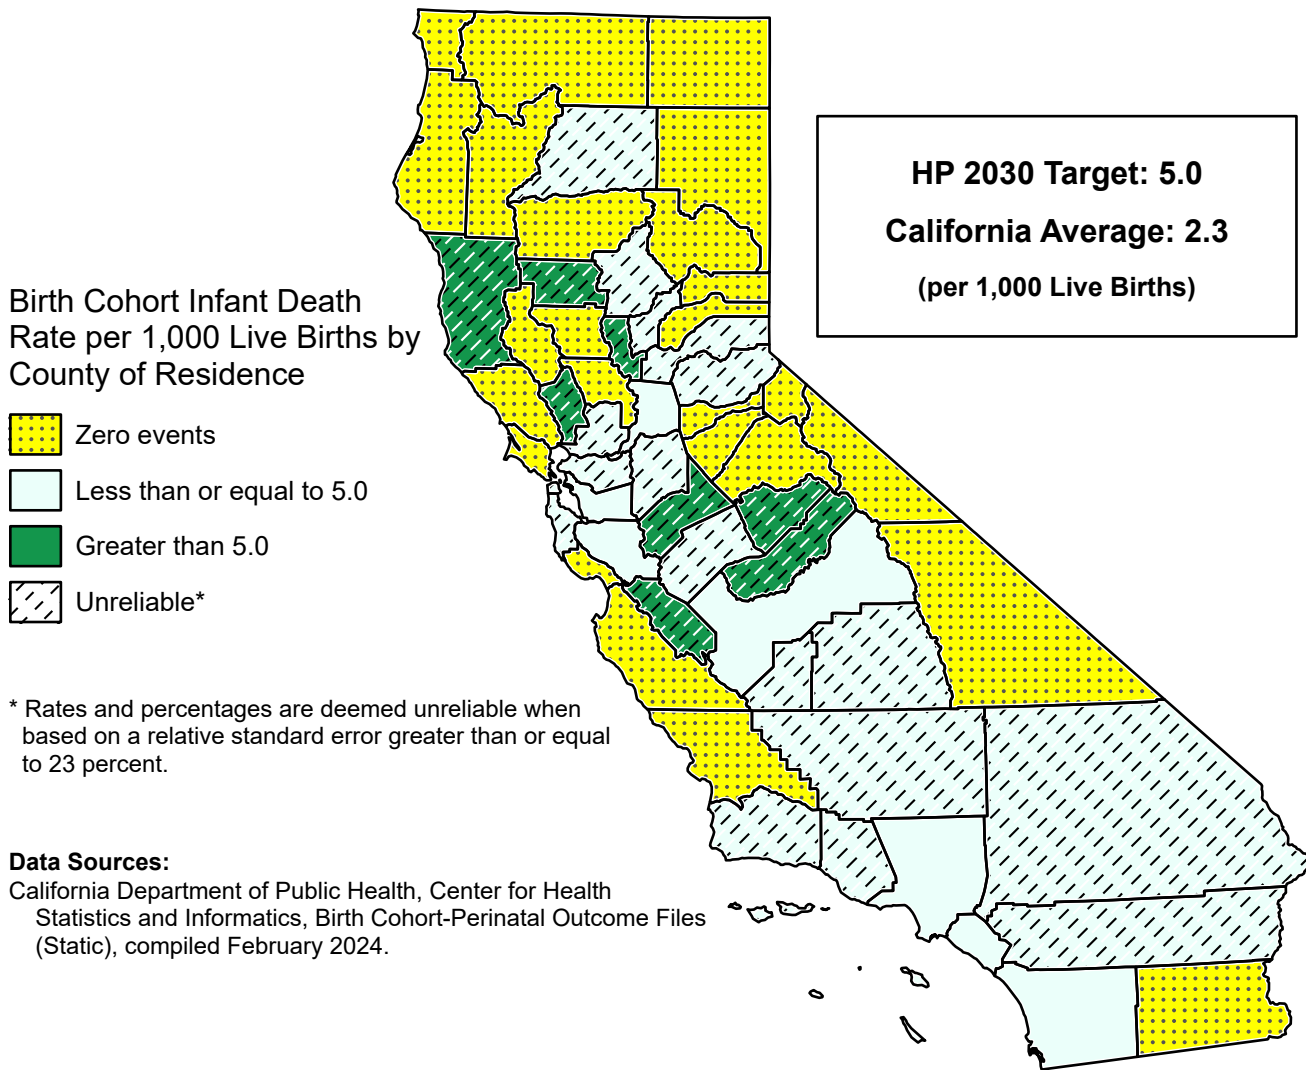 HP 2030 Target: 5.0
California Average: 2.3
(per 1,000 Live Births)
Birth Cohort Infant Death
Rate per 1,000 Live Births by
County of Residence
Zero events
Less than or equal to 5.0
Greater than 5.0
Unreliable*
* Rates and percentages are deemed unreliable when
based on a relative standard error greater than or equal
to 23 percent.
Data Sources:
California Department of Public Health, Center for Health
Statistics and Informatics, Birth Cohort-Perinatal Outcome Files
(Static), compiled February 2024.